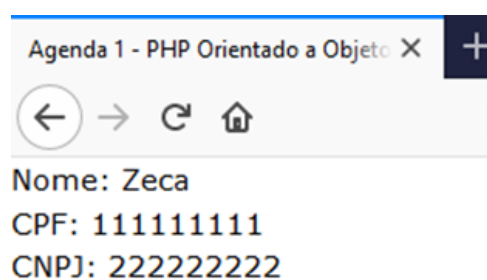 Agenda 1 - PHP Orientado a Objeto
Nome: Zeca
CPF: 111111111
CNPJ: 222222222